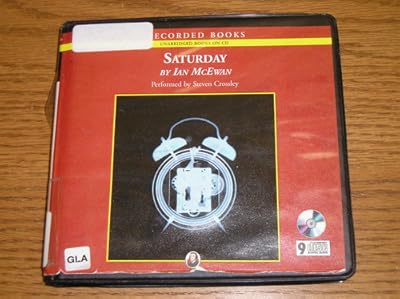 RECORDED BOOKS
UNABRIDGED BOOKS ON CD
SATURDAY
BY IAN MCEWAN
Performed by Steven Crossley
9
GLA